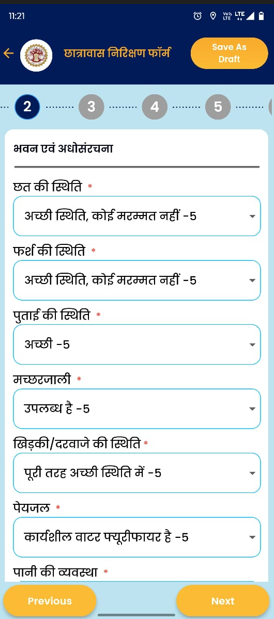 11:21
छात्रावास निरिक्षण फॉर्म
Save As
Draft
2
3
4
5
भवन एवं अधोसंरचना
छत की स्थिति *
अच्छी स्थिति, कोई मरम्मत नहीं -5
फर्श की स्थिति *
अच्छी स्थिति, कोई मरम्मत नहीं -5
पुताई की स्थिति *
अच्छी -5
मच्छरजाली *
उपलब्ध है -5
खिड़की/दरवाजे की स्थिति *
पूरी तरह अच्छी स्थिति में -5
पेयजल *
कार्यशील वाटर फ्यूरीफायर है -5
पानी की व्यवस्था *
Previous
Next